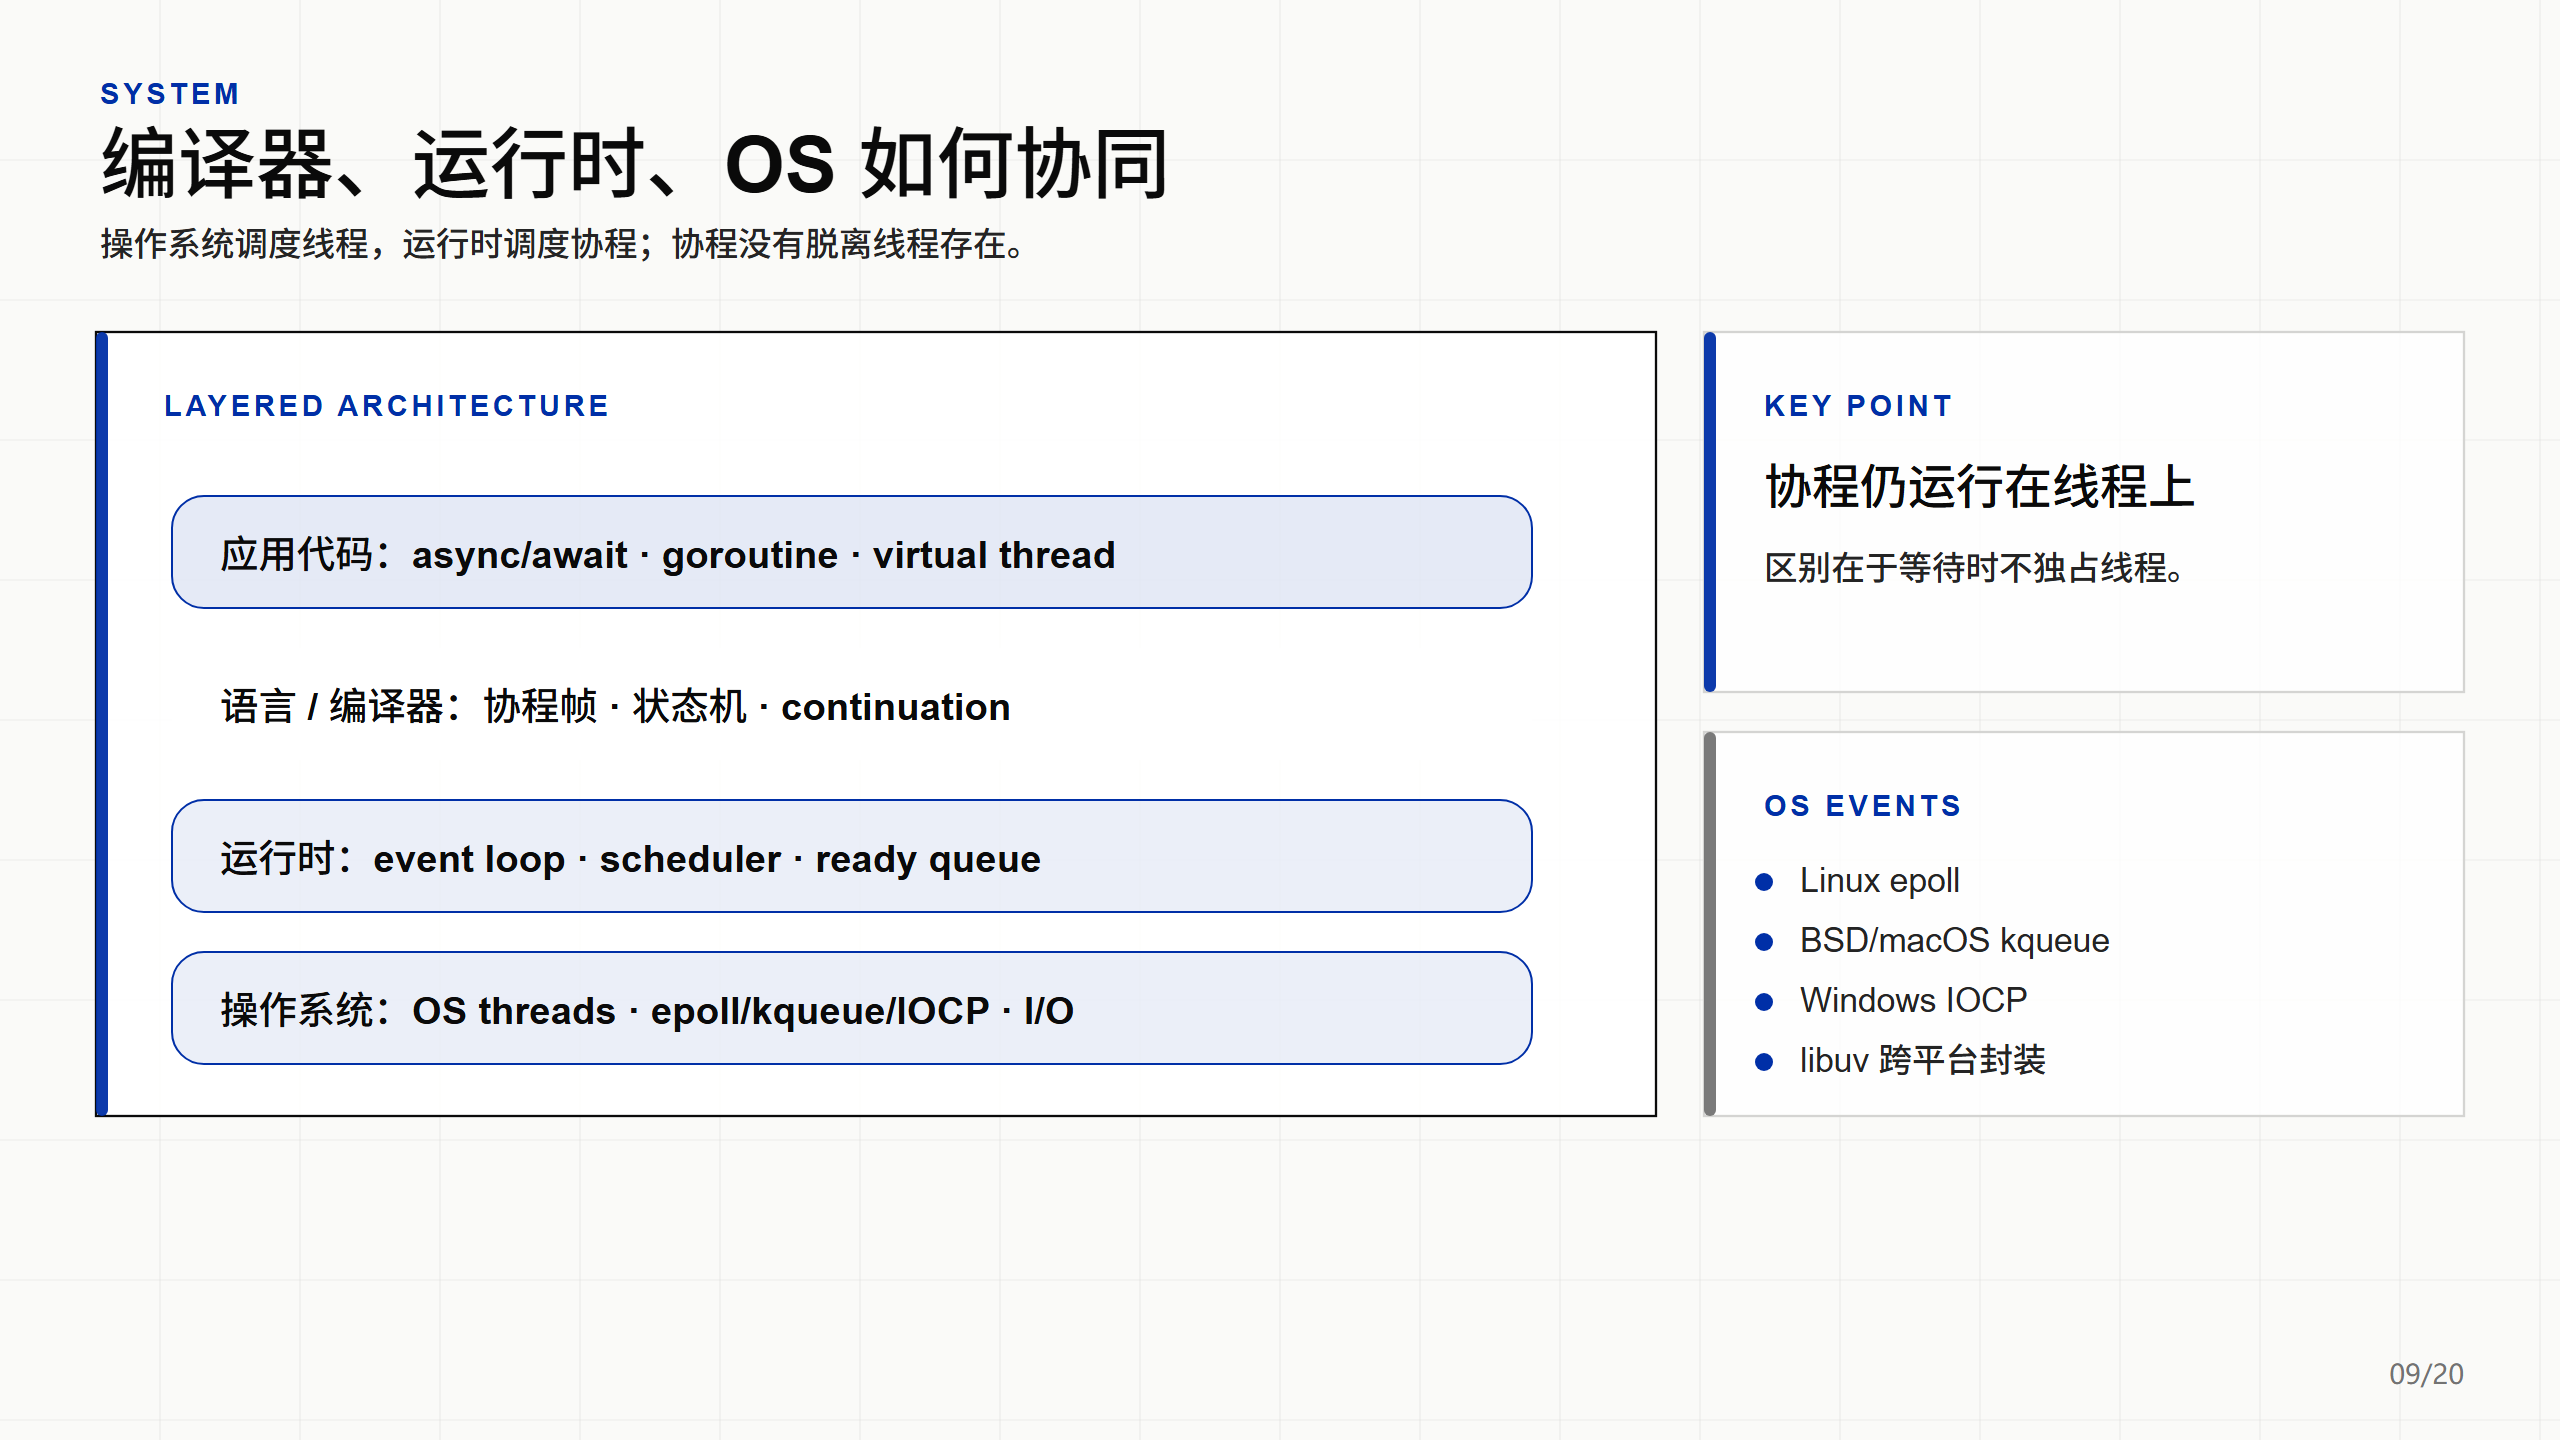 SYSTEM
编译器、运行时、OS 如何协同
操作系统调度线程，运行时调度协程；协程没有脱离线程存在。
LAYERED ARCHITECTURE
应用代码：async/await · goroutine · virtual thread
语言 / 编译器：协程帧 · 状态机 · continuation
运行时：event loop · scheduler · ready queue
操作系统：OS threads · epoll/kqueue/IOCP · I/O
KEY POINT
协程仍运行在线程上
区别在于等待时不独占线程。
OS EVENTS
Linux epoll
BSD/macOS kqueue
Windows IOCP
libuv 跨平台封装
09/20